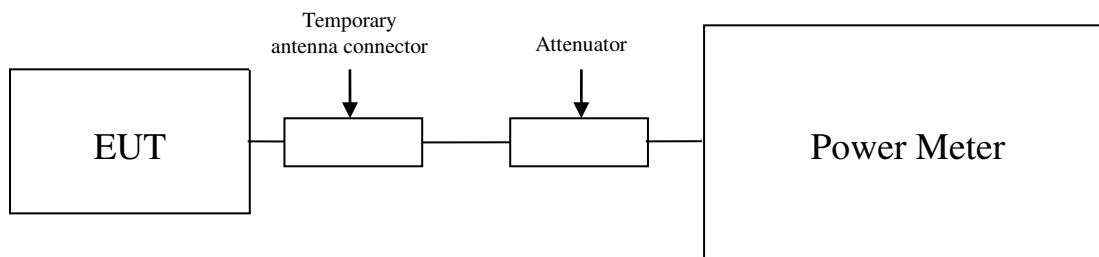 Temporary
antenna connector
Attenuator
EUT
Power Meter